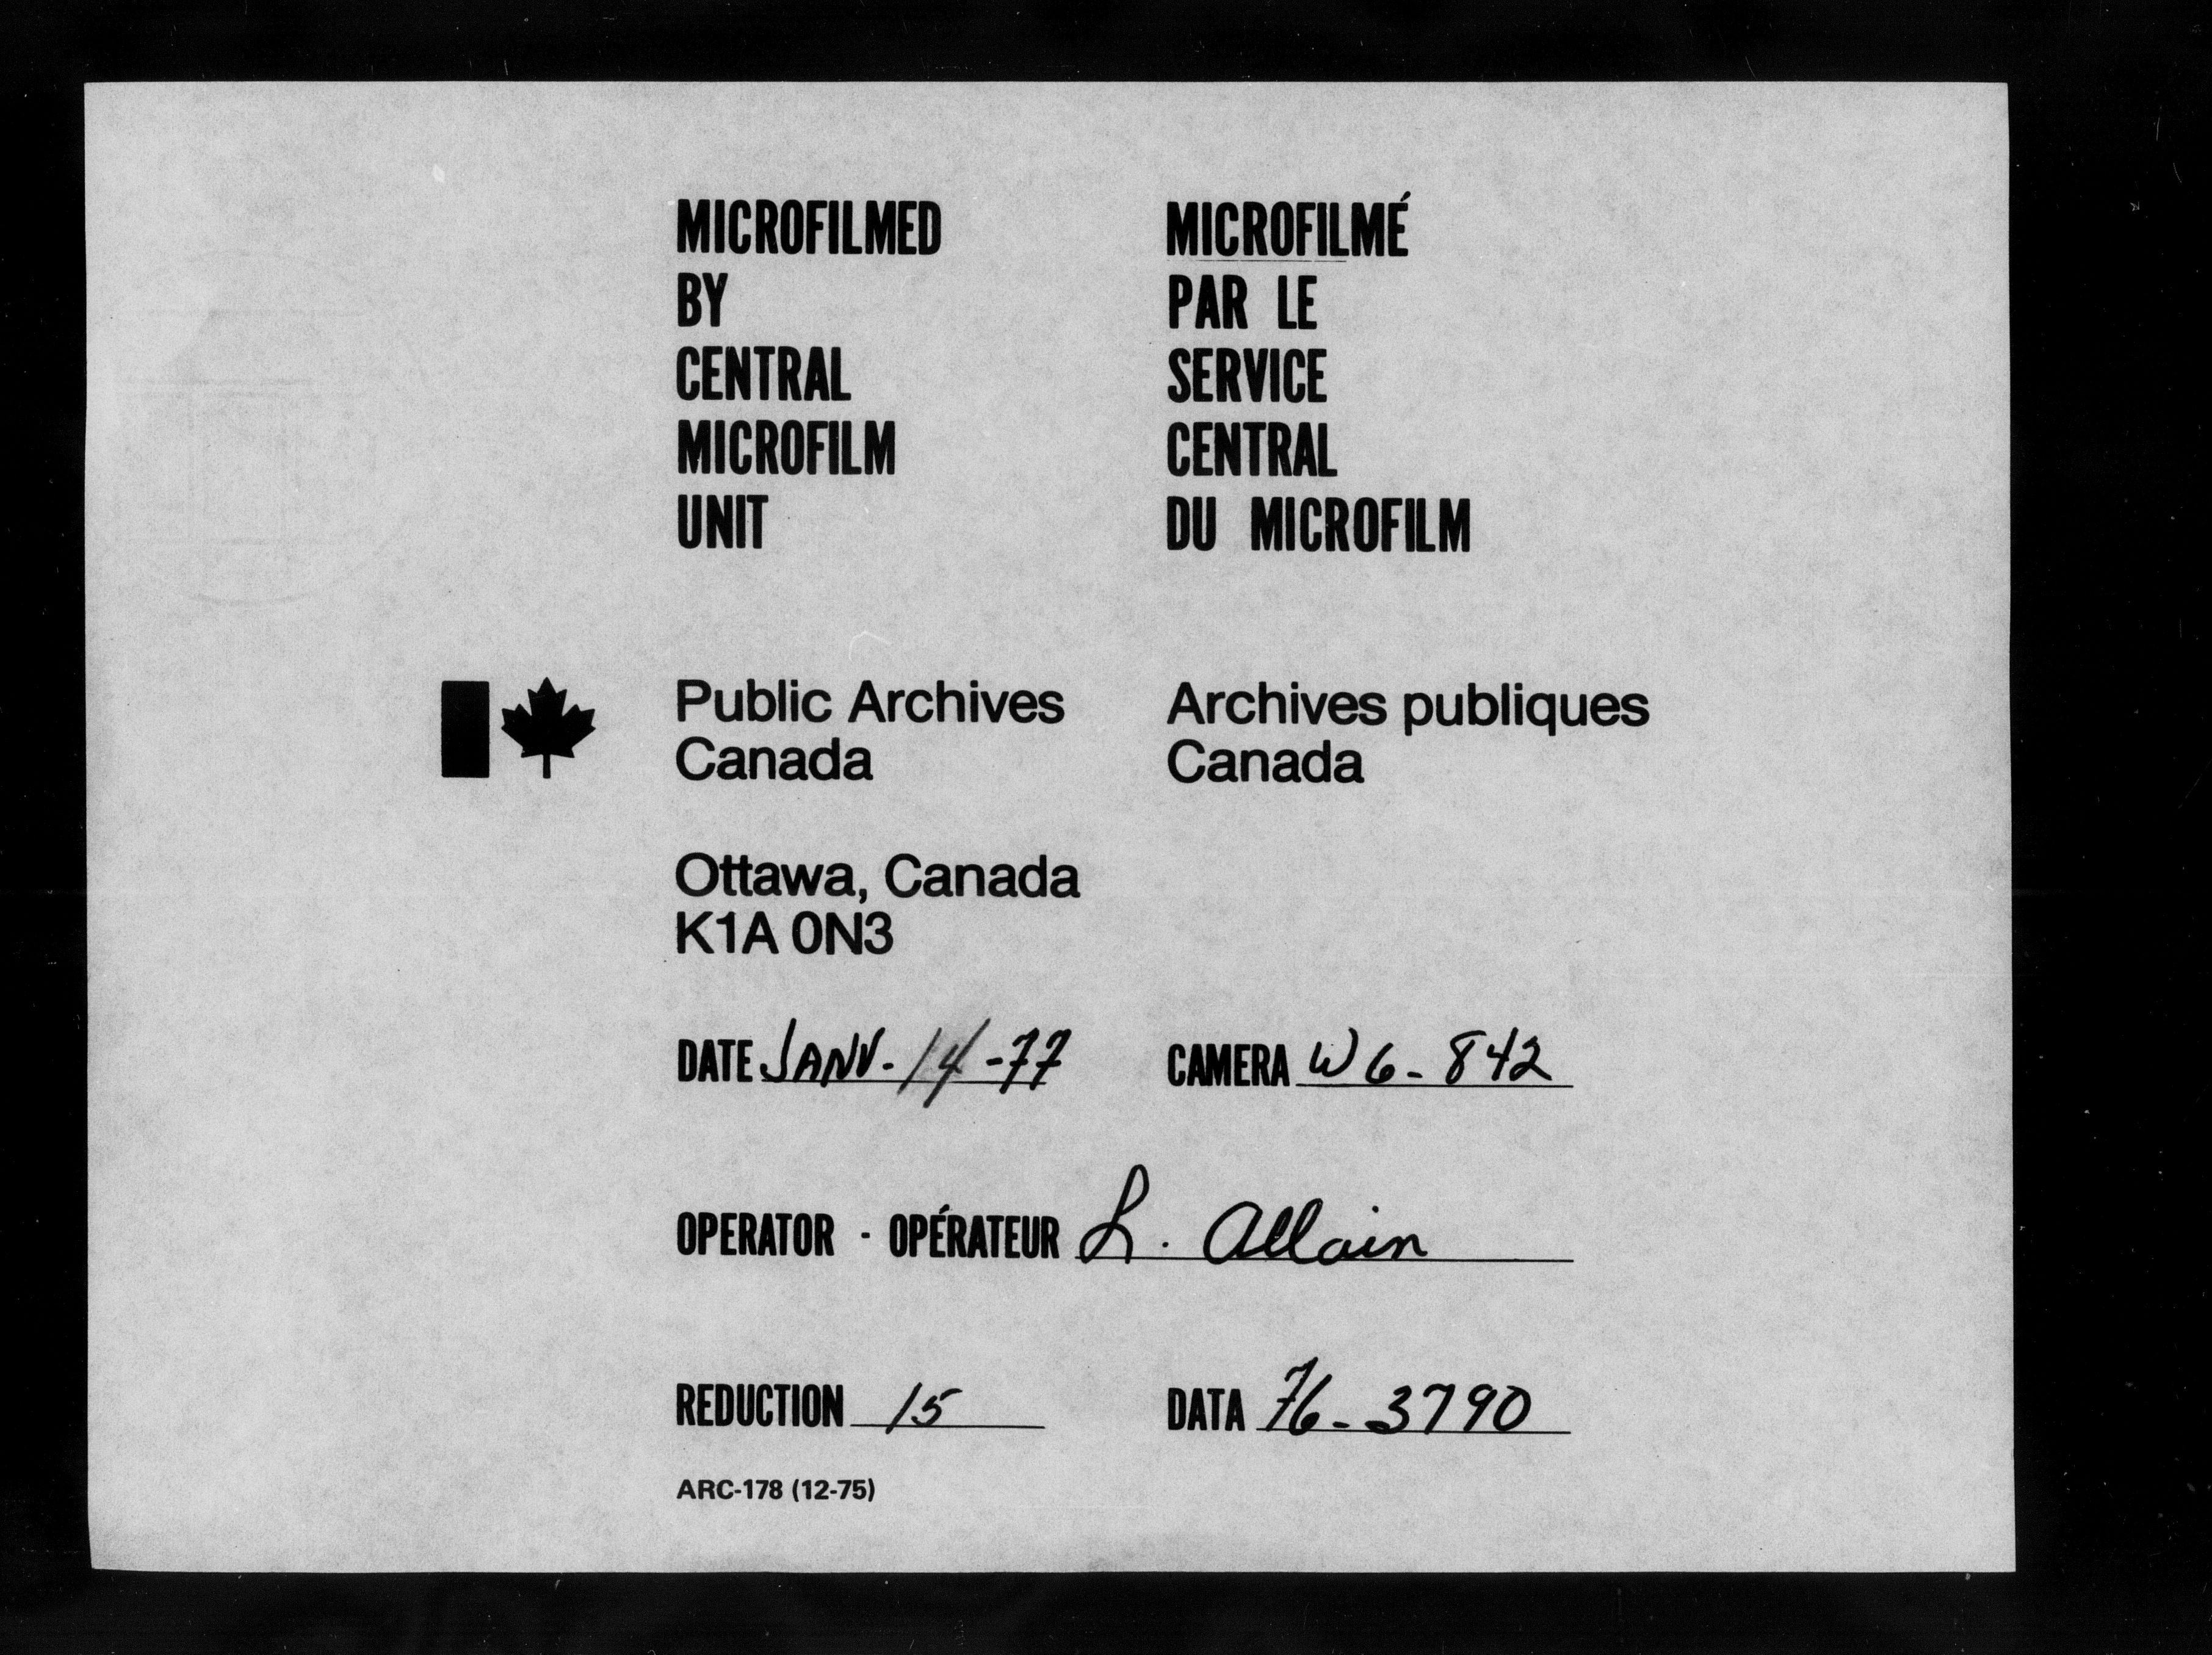 MICROFILMED
BY
CENTRAL
MICROFILM
UNIT
MICROFILMÉ
PAR LE
SERVICE
CENTRAL
DU MICROFILM
Public Archives
Canada
Archives publiques
Canada
Ottawa, Canada
K1A 0N3
DATE JANV.-14-77
CAMERA W6-842
OPERATOR - OPÉRATEUR L. Allain
REDUCTION 15
DATA 76-3790
ARC-178 (12-75)